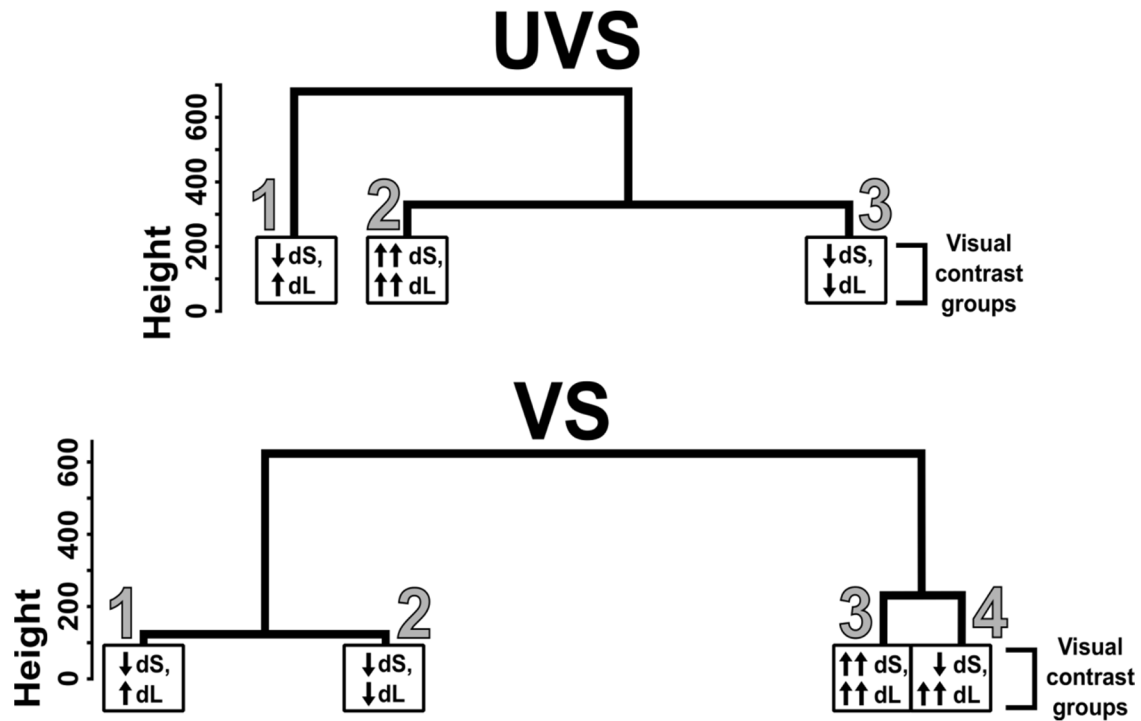 UVS
Height
0
200
400
600
1
2
3
↓ dS,
↑ dL
↑↑ dS,
↑↑ dL
↓ dS,
↓ dL
Visual
contrast
groups
VS
Height
0
200
400
600
1
2
3
4
↓ dS,
↑ dL
↓ dS,
↓ dL
↑↑ dS,
↑↑ dL
↓ dS,
↑↑ dL
Visual
contrast
groups